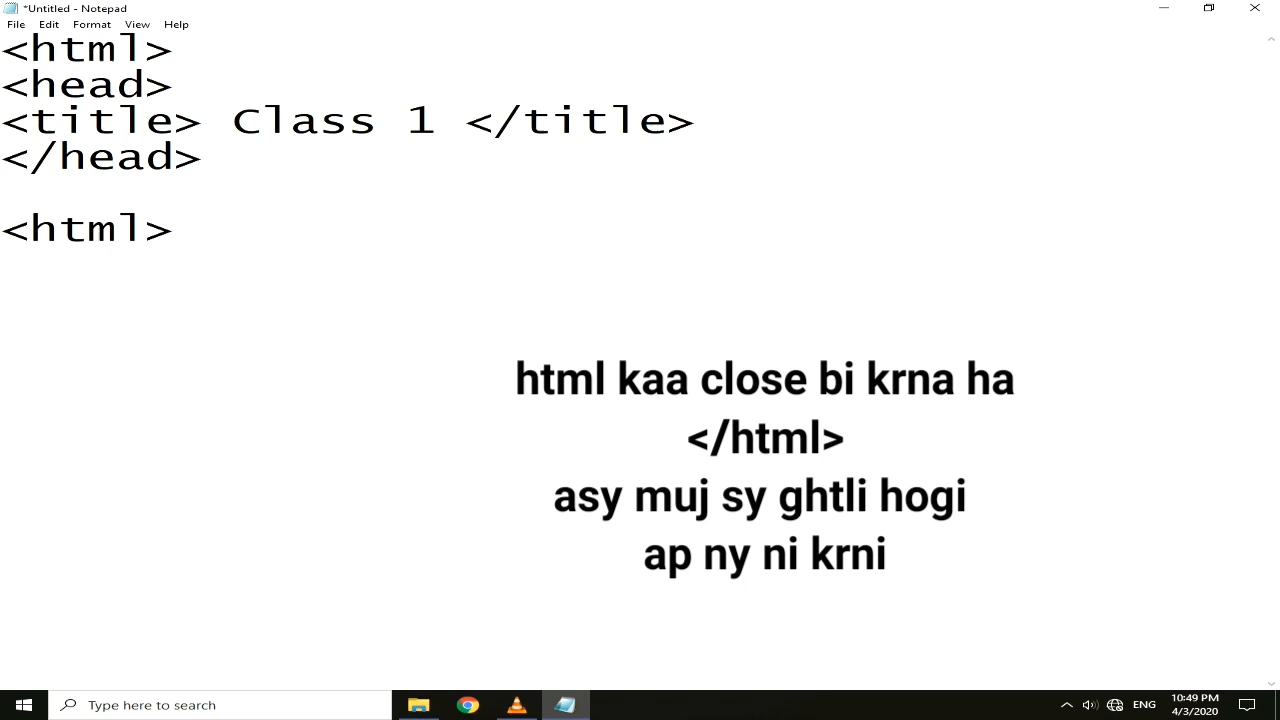 *Untitled - Notepad
File Edit Format View Help
<html>
<head>
<title> Class 1 </title>
</head>
<html>
html kaa close bi krna ha
</html>
asy muj sy ghtli hogi
ap ny ni krni
Type here to search
ENG
10:49 PM
4/3/2020